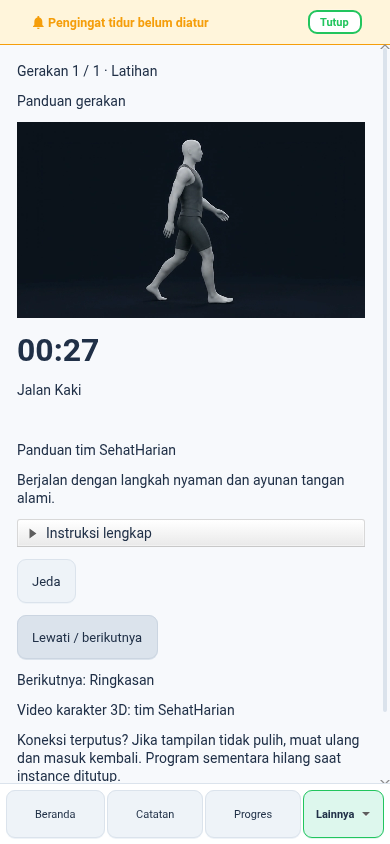 Pengingat tidur belum diatur
Tutup
Gerakan 1 / 1 · Latihan
Panduan gerakan
00:27
Jalan Kaki
Panduan tim SehatHarian
Berjalan dengan langkah nyaman dan ayunan tangan
alami.
Instruksi lengkap
Jeda
Lewati / berikutnya
Berikutnya: Ringkasan
Video karakter 3D: tim SehatHarian
Koneksi terputus? Jika tampilan tidak pulih, muat ulang
dan masuk kembali. Program sementara hilang saat
instance ditutup.
Beranda
Catatan
Progres
Lainnya